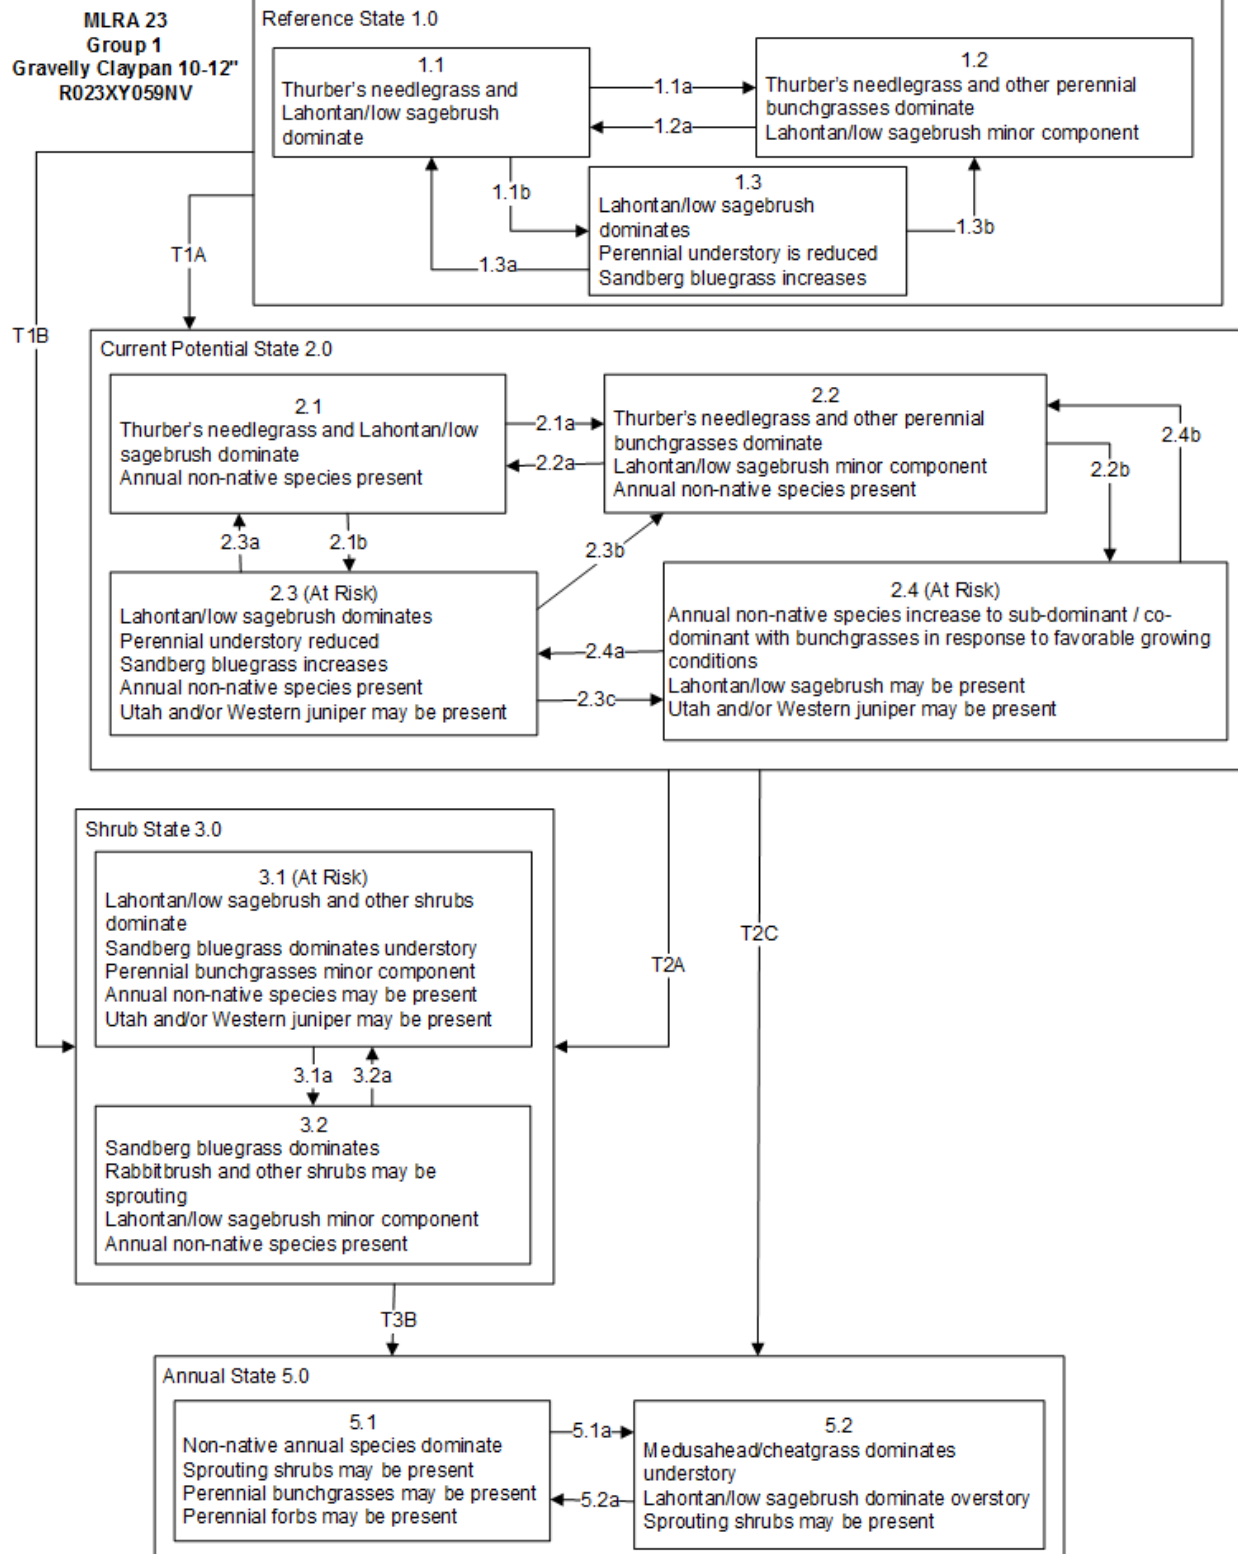 MLRA 23
Group 1
Gravelly Claypan 10-12"
R023XY059NV
Reference State 1.0
1.1
Thurber's needlegrass and
Lahontan/low sagebrush
dominate
1.1a
1.2a
1.2
Thurber's needlegrass and other perennial
bunchgrasses dominate
Lahontan/low sagebrush minor component
1.1b
1.3a
1.3
Lahontan/low sagebrush
dominates
Perennial understory is reduced
Sandberg bluegrass increases
1.3b
T1A
T1B
Current Potential State 2.0
2.1
Thurber's needlegrass and Lahontan/low
sagebrush dominate
Annual non-native species present
2.1a
2.2a
2.2
Thurber's needlegrass and other perennial
bunchgrasses dominate
Lahontan/low sagebrush minor component
Annual non-native species present
2.4b
2.2b
2.3a
2.1b
2.3b
2.3 (At Risk)
Lahontan/low sagebrush dominates
Perennial understory reduced
Sandberg bluegrass increases
Annual non-native species present
Utah and/or Western juniper may be present
2.4a
2.3c
2.4 (At Risk)
Annual non-native species increase to sub-dominant / co-
dominant with bunchgrasses in response to favorable growing
conditions
Lahontan/low sagebrush may be present
Utah and/or Western juniper may be present
Shrub State 3.0
3.1 (At Risk)
Lahontan/low sagebrush and other shrubs
dominate
Sandberg bluegrass dominates understory
Perennial bunchgrasses minor component
Annual non-native species may be present
Utah and/or Western juniper may be present
T2A
T2C
3.1a
3.2a
3.2
Sandberg bluegrass dominates
Rabbitbrush and other shrubs may be
sprouting
Lahontan/low sagebrush minor component
Annual non-native species present
T3B
Annual State 5.0
5.1
Non-native annual species dominate
Sprouting shrubs may be present
Perennial bunchgrasses may be present
Perennial forbs may be present
5.1a
5.2a
5.2
Medusahead/cheatgrass dominates
understory
Lahontan/low sagebrush dominate overstory
Sprouting shrubs may be present